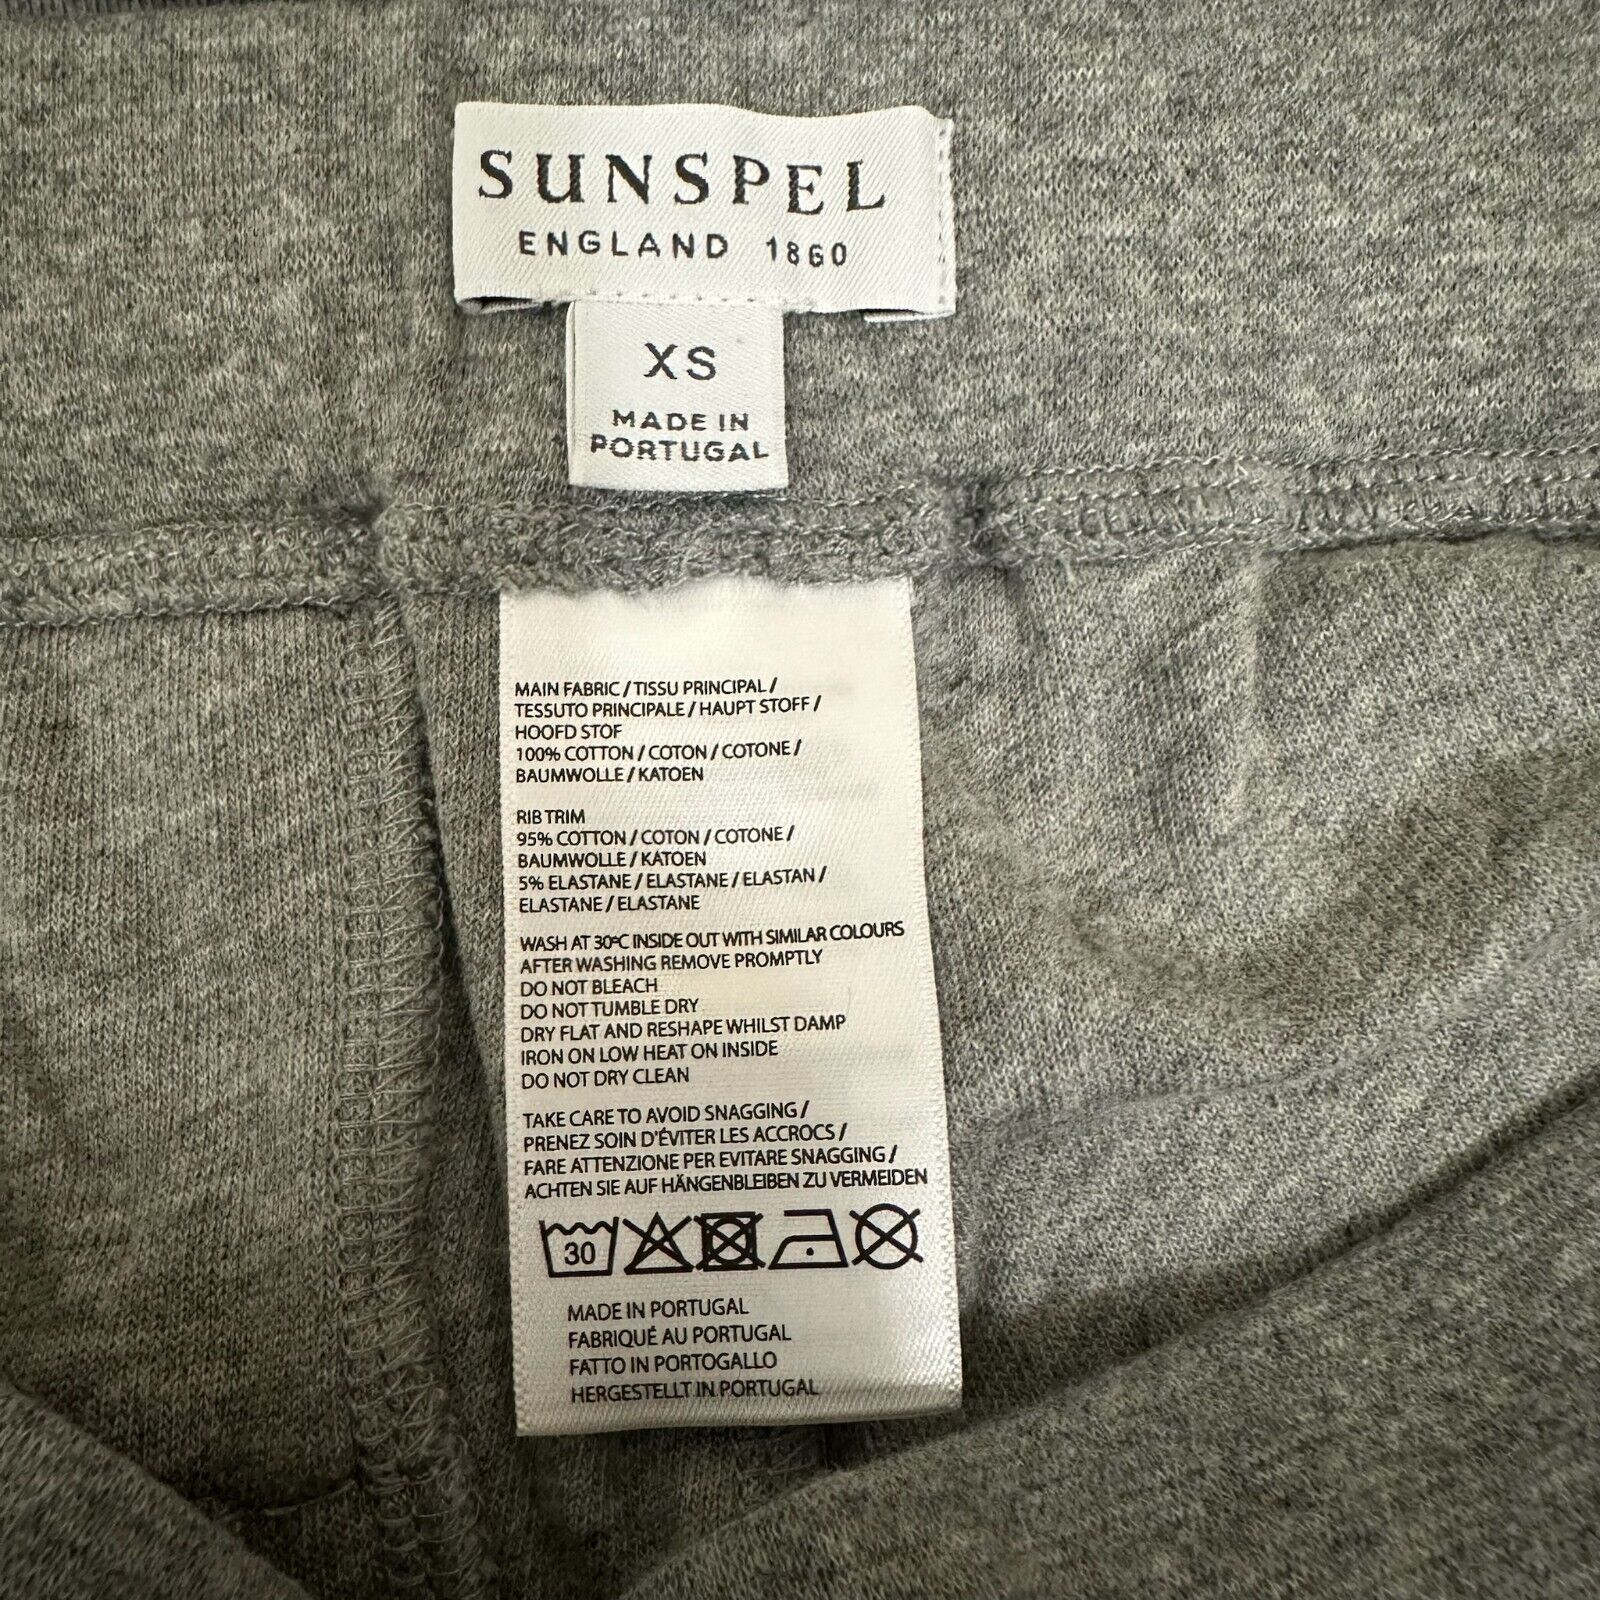 SUNSPEL
ENGLAND 1860
XS
MADE IN
PORTUGAL
MAIN FABRIC / TISSU PRINCIPAL /
TESSUTO PRINCIPALE / HAUPT STOFF /
HOOFD STOF
100% COTTON / COTON / COTONE /
BAUMWOLLE / KATOEN
RIB TRIM
95% COTTON / COTON / COTONE /
BAUMWOLLE / KATOEN
5% ELASTANE / ELASTANE / ELASTAN /
ELASTANE / ELASTANE
WASH AT 30°C INSIDE OUT WITH SIMILAR COLOURS
AFTER WASHING REMOVE PROMPTLY
DO NOT BLEACH
DO NOT TUMBLE DRY
DRY FLAT AND RESHAPE WHILST DAMP
IRON ON LOW HEAT ON INSIDE
DO NOT DRY CLEAN
TAKE CARE TO AVOID SNAGGING /
PRENEZ SOIN D'ÉVITER LES ACCROCS /
FARE ATTENZIONE PER EVITARE SNAGGING /
ACHTEN SIE AUF HÄNGENBLEIBEN ZU VERMEIDEN
30
MADE IN PORTUGAL
FABRIQUÉ AU PORTUGAL
FATTO IN PORTOGALLO
HERGESTELLT IN PORTUGAL